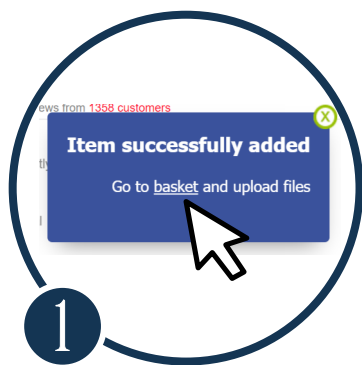 ews from 1358 customers
Item successfully added
X
Go to basket and upload files
1